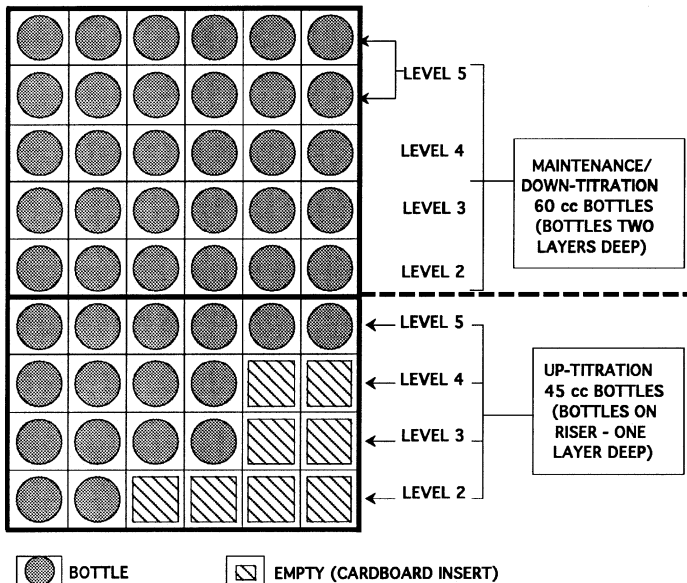 LEVEL 5
LEVEL 4
LEVEL 3
LEVEL 2
MAINTENANCE/
DOWN-TITRATION
60 cc BOTTLES
(BOTTLES TWO
LAYERS DEEP)
LEVEL 5
LEVEL 4
LEVEL 3
LEVEL 2
UP-TITRATION
45 cc BOTTLES
(BOTTLES ON
RISER - ONE
LAYER DEEP)
BOTTLE
EMPTY (CARDBOARD INSERT)